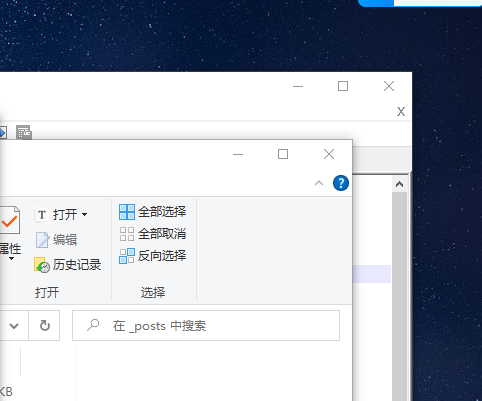 X
?
T 打开
全部选择
编辑
全部取消
属性
历史记录
反向选择
打开
选择
在 _posts 中搜索
KB